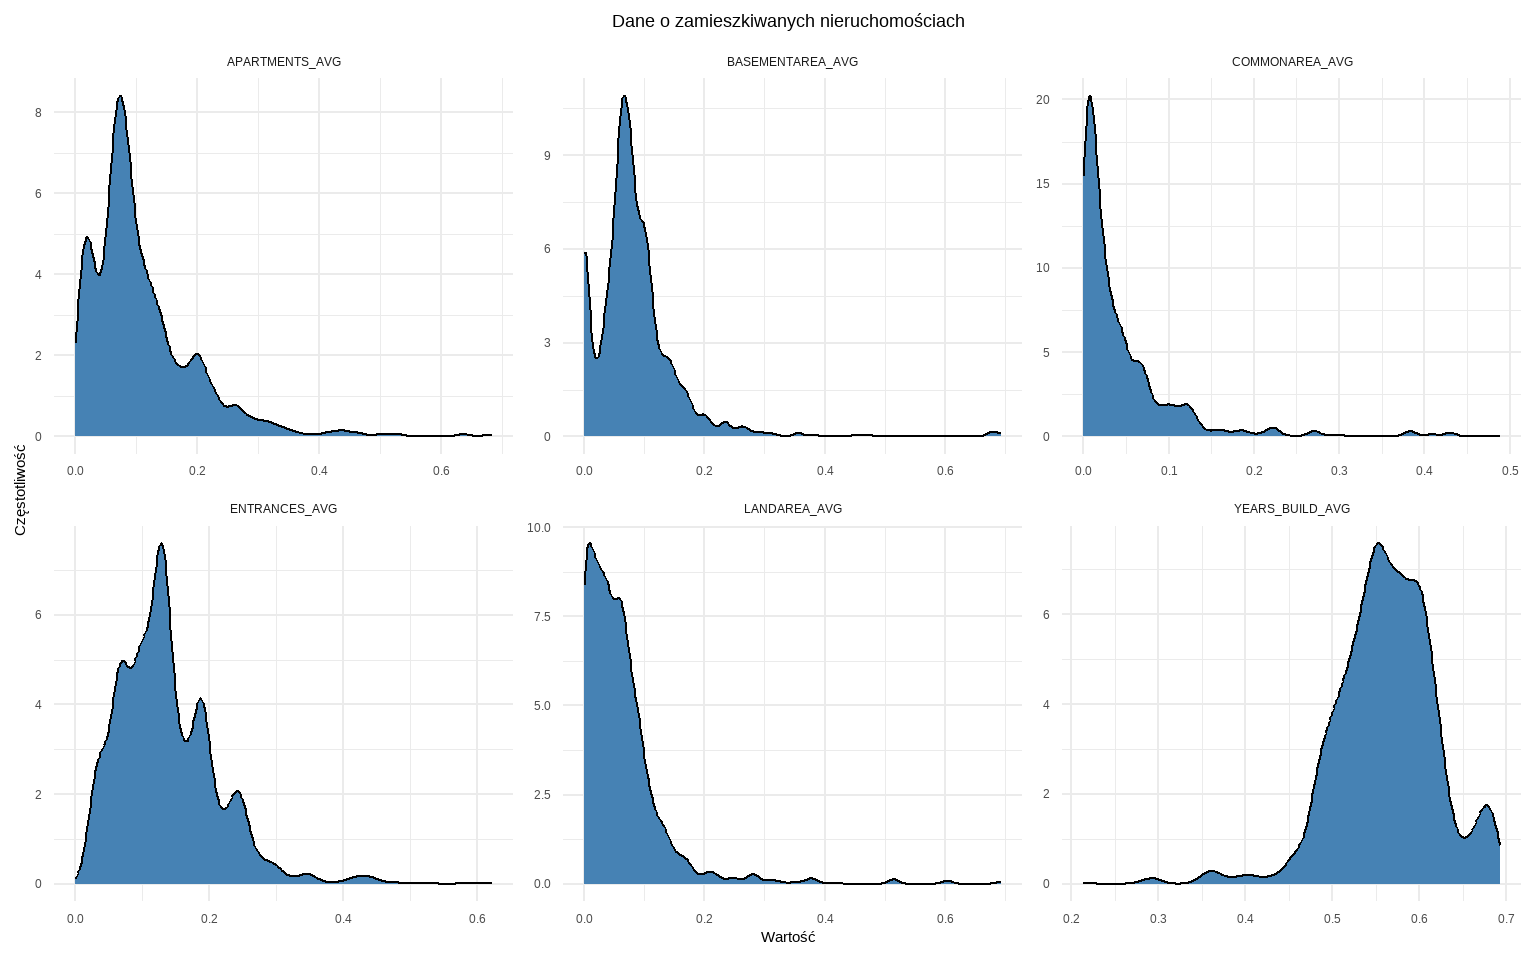 Dane o zamieszkiwanych nieruchomościach
APARTMENTS_AVG
BASEMENTAREA_AVG
COMMONAREA_AVG
8
6
4
2
0
0.0 0.2 0.4 0.6
9
6
3
0
0.0 0.2 0.4 0.6
20
15
10
5
0
0.0 0.1 0.2 0.3 0.4 0.5
Częstotliwość
ENTRANCES_AVG
LANDAREA_AVG
YEARS_BUILD_AVG
6
4
2
0
0.0 0.2 0.4 0.6
10.0
7.5
5.0
2.5
0.0
0.0 0.2 0.4 0.6
6
4
2
0
0.2 0.3 0.4 0.5 0.6 0.7
Wartość